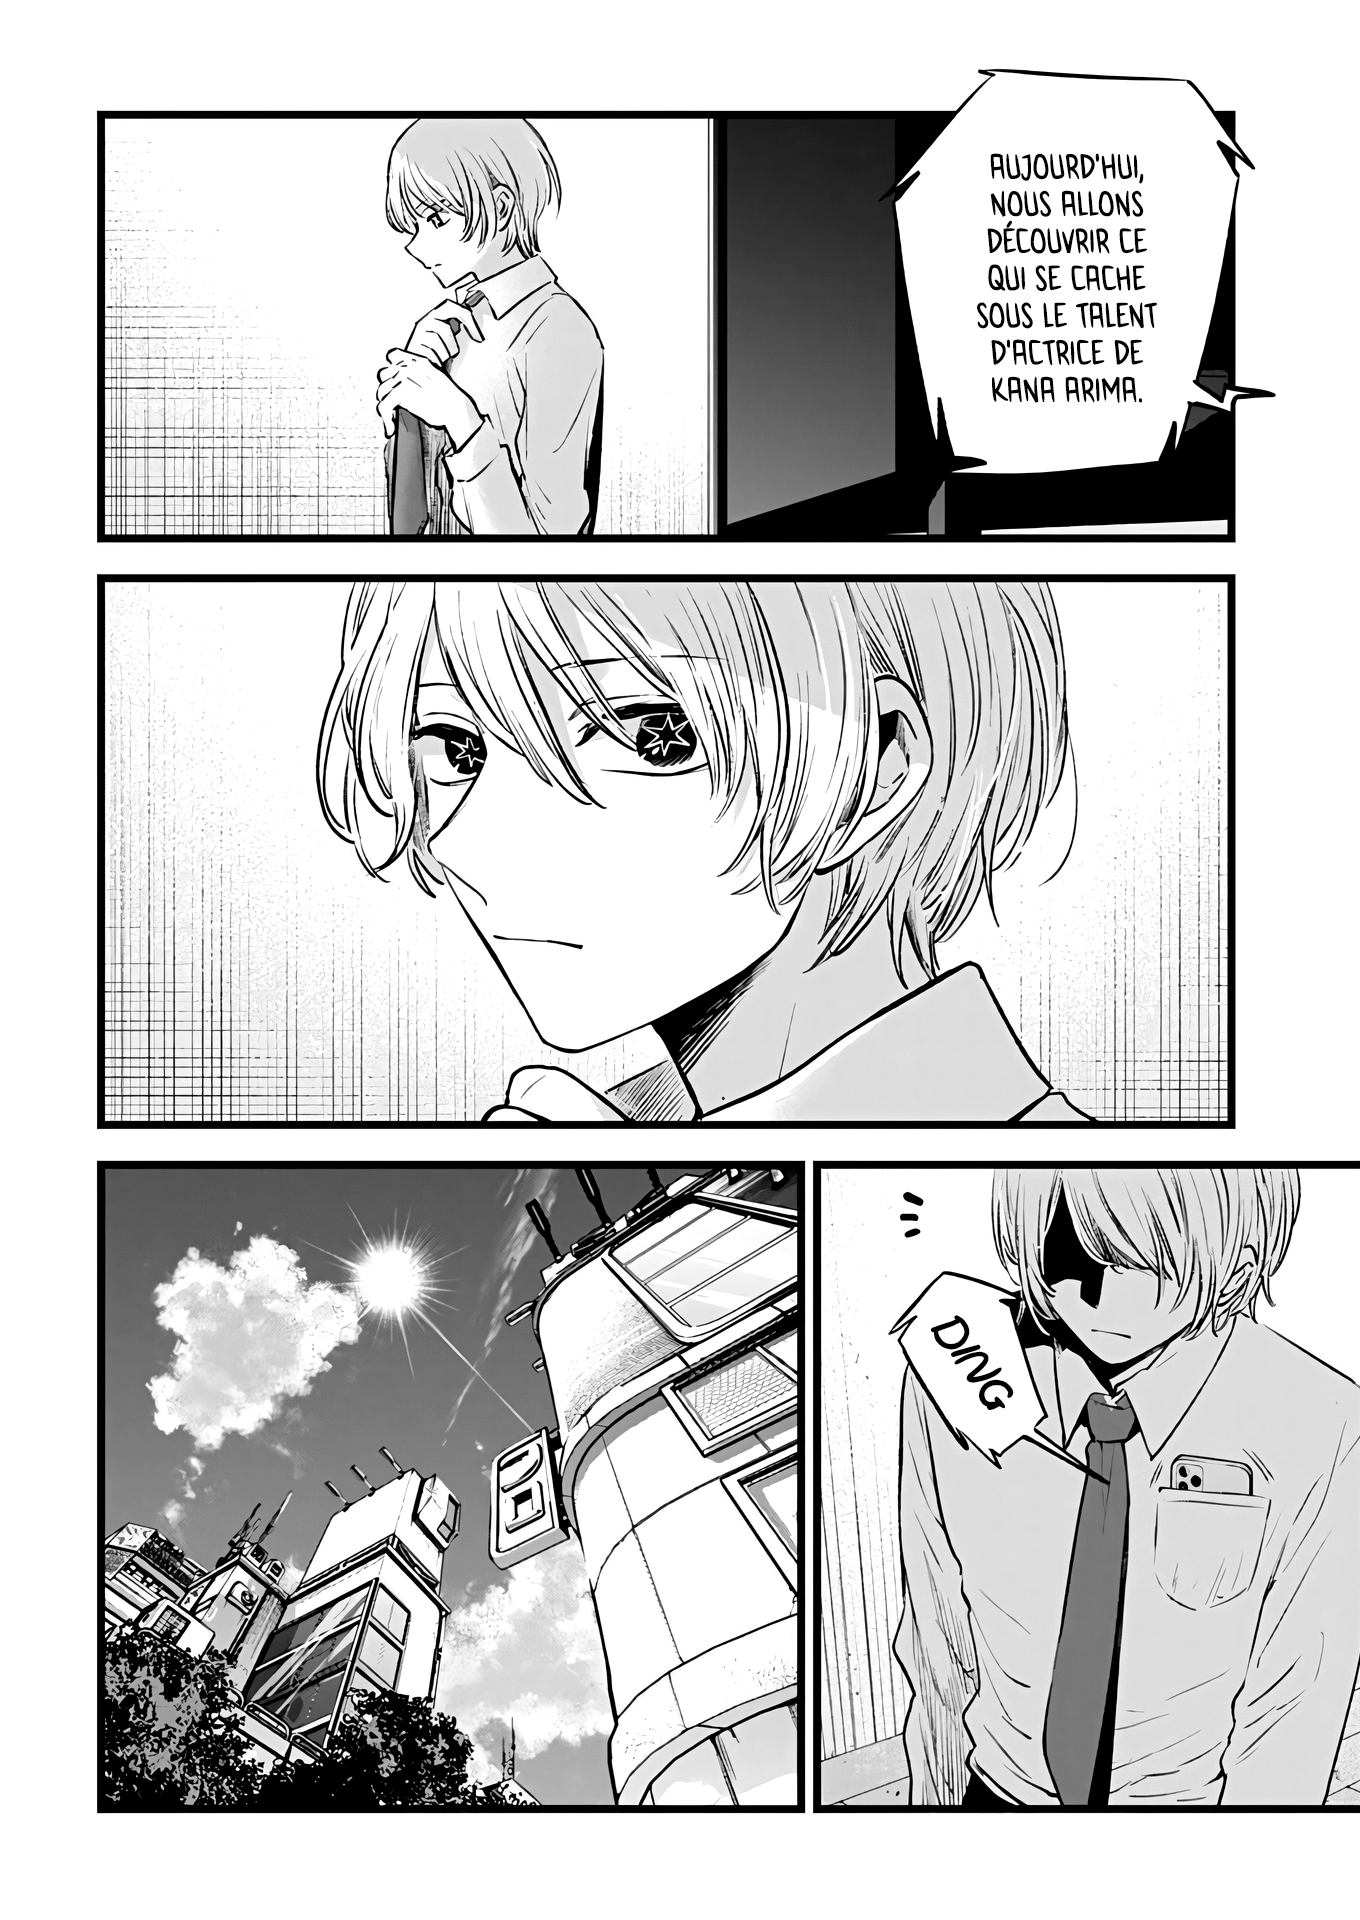 AUJOURD'HUI,
NOUS ALLONS
DÉCOUVRIR CE
QUI SE CACHE
SOUS LE TALENT
D'ACTRICE DE
KANA ARIMA.
DING